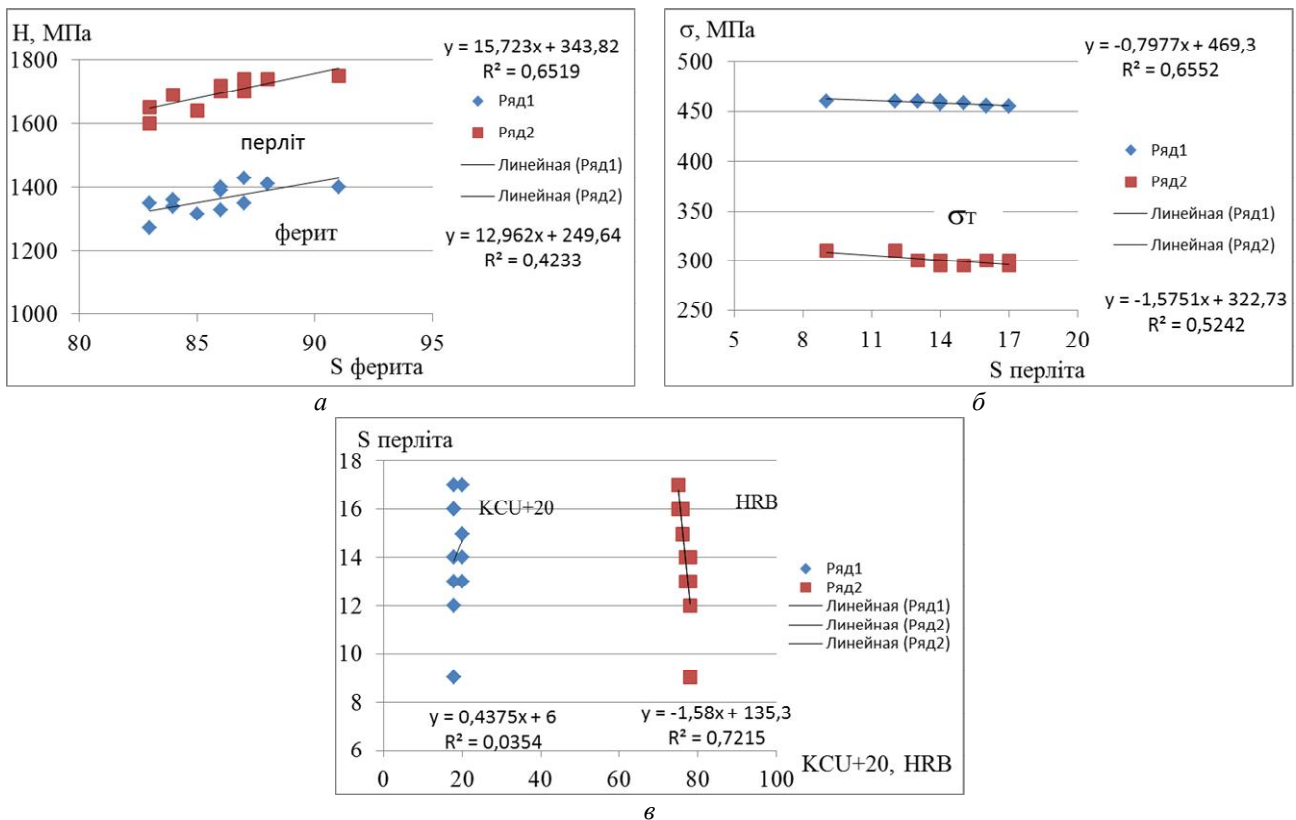 H, МПа
1800
1600
1400
1200
1000
80
85
90
95
S ферита
перліт
ферит
y = 15,723x + 343,82
R² = 0,6519
Ряд1
Ряд2
Линейная (Ряд1)
Линейная (Ряд2)
y = 12,962x + 249,64
R² = 0,4233
а
σ, МПа
500
450
400
350
300
250
5
8
11
14
17
20
S перліта
σт
y = -0,7977x + 469,3
R² = 0,6552
Ряд1
Ряд2
Линейная (Ряд1)
Линейная (Ряд2)
y = -1,5751x + 322,73
R² = 0,5242
б
S перліта
18
16
14
12
10
8
6
0
20
40
60
80
100
KCU+20, HRB
KCU+20
HRB
Ряд1
Ряд2
Линейная (Ряд1)
Линейная (Ряд2)
Линейная (Ряд2)
y = 0,4375x + 6
R² = 0,0354
y = -1,58x + 135,3
R² = 0,7215
в